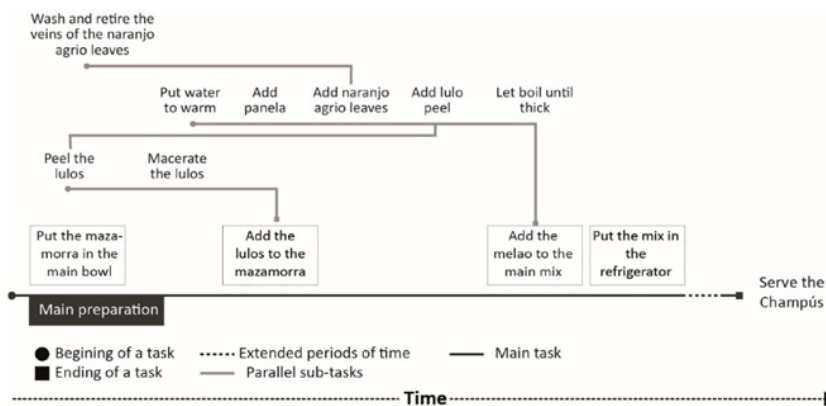 Wash and retire the
veins of the naranjo
agrio leaves
Put water
to warm
Add
panela
Add naranjo
agrio leaves
Add lulo
peel
Let boil until
thick
Peel the
lulos
Macerate
the lulos
Put the maza-
morra in the
main bowl
Add the
lulos to the
mazamorra
Add the
melao to the
main mix
Put the mix in
the
refrigerator
Serve the
Champús
Main preparation
Begining of a task
Extended periods of time
Main task
Ending of a task
Parallel sub-tasks
Time